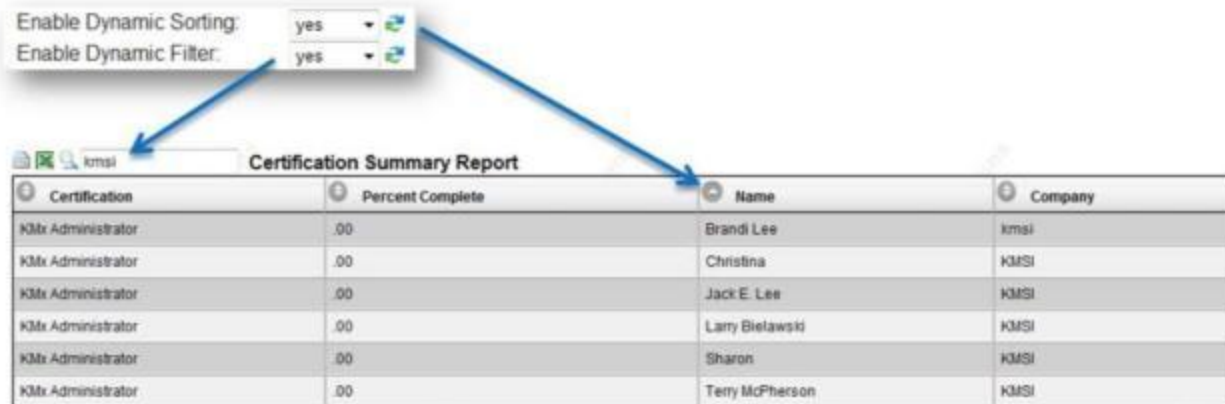 Enable Dynamic Sorting: yes
Enable Dynamic Filter: yes
kmsi Certification Summary Report
Certification Percent Complete Name Company
KMx Administrator .00 Brandi Lee kmsi
KMx Administrator .00 Christina KMSI
KMx Administrator .00 Jack E. Lee KMSI
KMx Administrator .00 Larry Bielawski KMSI
KMx Administrator .00 Sharon KMSI
KMx Administrator .00 Terry McPherson KMSI